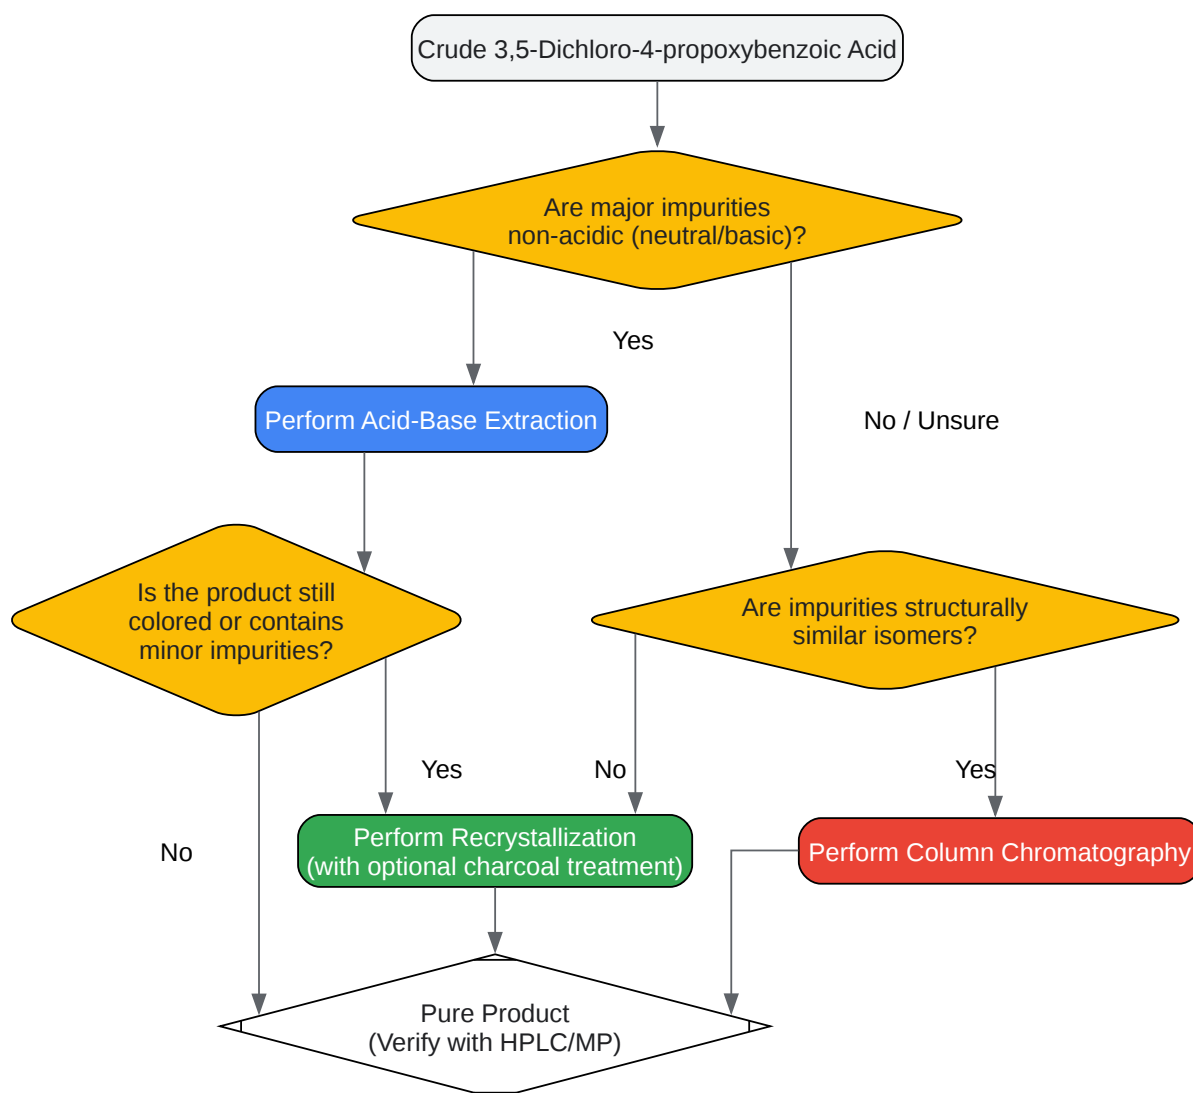 Crude 3,5-Dichloro-4-propoxybenzoic Acid
Are major impurities
non-acidic (neutral/basic)?
Yes
Perform Acid-Base Extraction
No / Unsure
Is the product still
colored or contains
minor impurities?
Are impurities structurally
similar isomers?
Yes
No
Yes
No
Perform Recrystallization
(with optional charcoal treatment)
Perform Column Chromatography
Pure Product
(Verify with HPLC/MP)